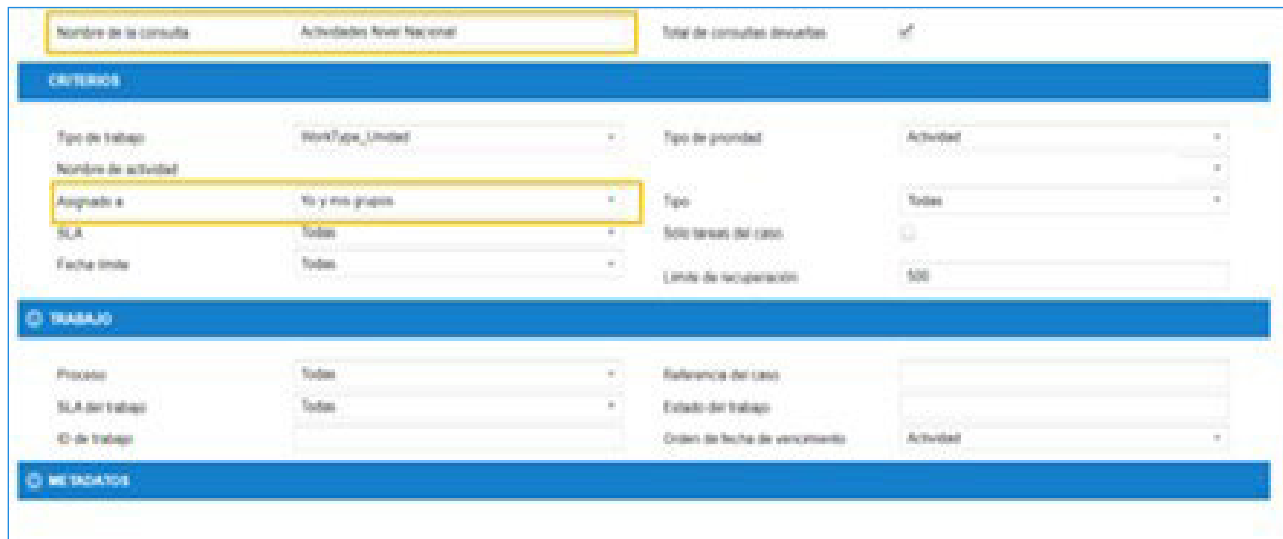 Nombre de la consulta Actividades Nivel Nacional Total de consultas devueltas
CRITERIOS
Tipo de trabajo WorkType_Unidad Tipo de prioridad Actividad
Nombre de actividad
Asignado a Yo y mis grupos Tipo Todas
SLA Todas Sólo tareas del caso
Fecha límite Todas Límite de recuperación 500
TRABAJO
Proceso Todas Referencia del caso
SLA del trabajo Todas Estado del trabajo
ID de trabajo Orden de fecha de vencimiento Actividad
METADATOS